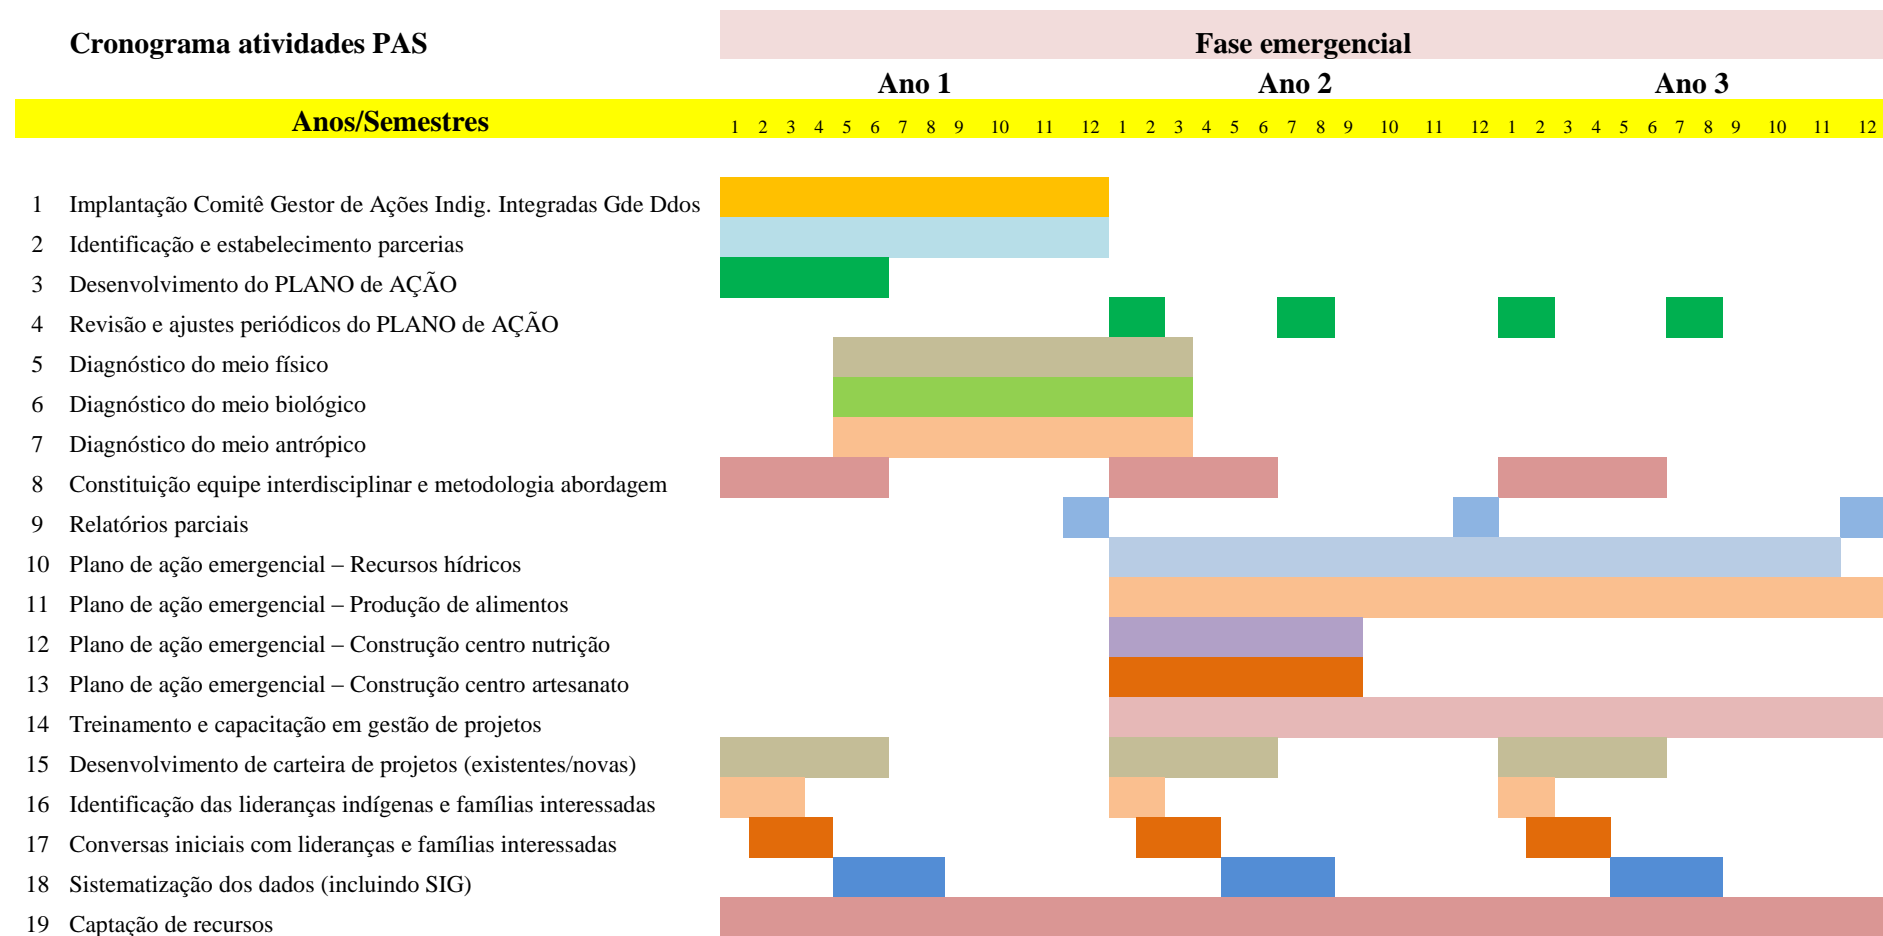 Cronograma atividades PAS Fase emergencial
Ano 1 Ano 2 Ano 3
Anos/Semestres 1 2 3 4 5 6 7 8 9 10 11 12 1 2 3 4 5 6 7 8 9 10 11 12 1 2 3 4 5 6 7 8 9 10 11 12
1 Implantação Comitê Gestor de Ações Indig. Integradas Gde Ddos
2 Identificação e estabelecimento parcerias
3 Desenvolvimento do PLANO de AÇÃO
4 Revisão e ajustes periódicos do PLANO de AÇÃO
5 Diagnóstico do meio físico
6 Diagnóstico do meio biológico
7 Diagnóstico do meio antrópico
8 Constituição equipe interdisciplinar e metodologia abordagem
9 Relatórios parciais
10 Plano de ação emergencial – Recursos hídricos
11 Plano de ação emergencial – Produção de alimentos
12 Plano de ação emergencial – Construção centro nutrição
13 Plano de ação emergencial – Construção centro artesanato
14 Treinamento e capacitação em gestão de projetos
15 Desenvolvimento de carteira de projetos (existentes/novas)
16 Identificação das lideranças indígenas e famílias interessadas
17 Conversas iniciais com lideranças e famílias interessadas
18 Sistematização dos dados (incluindo SIG)
19 Captação de recursos